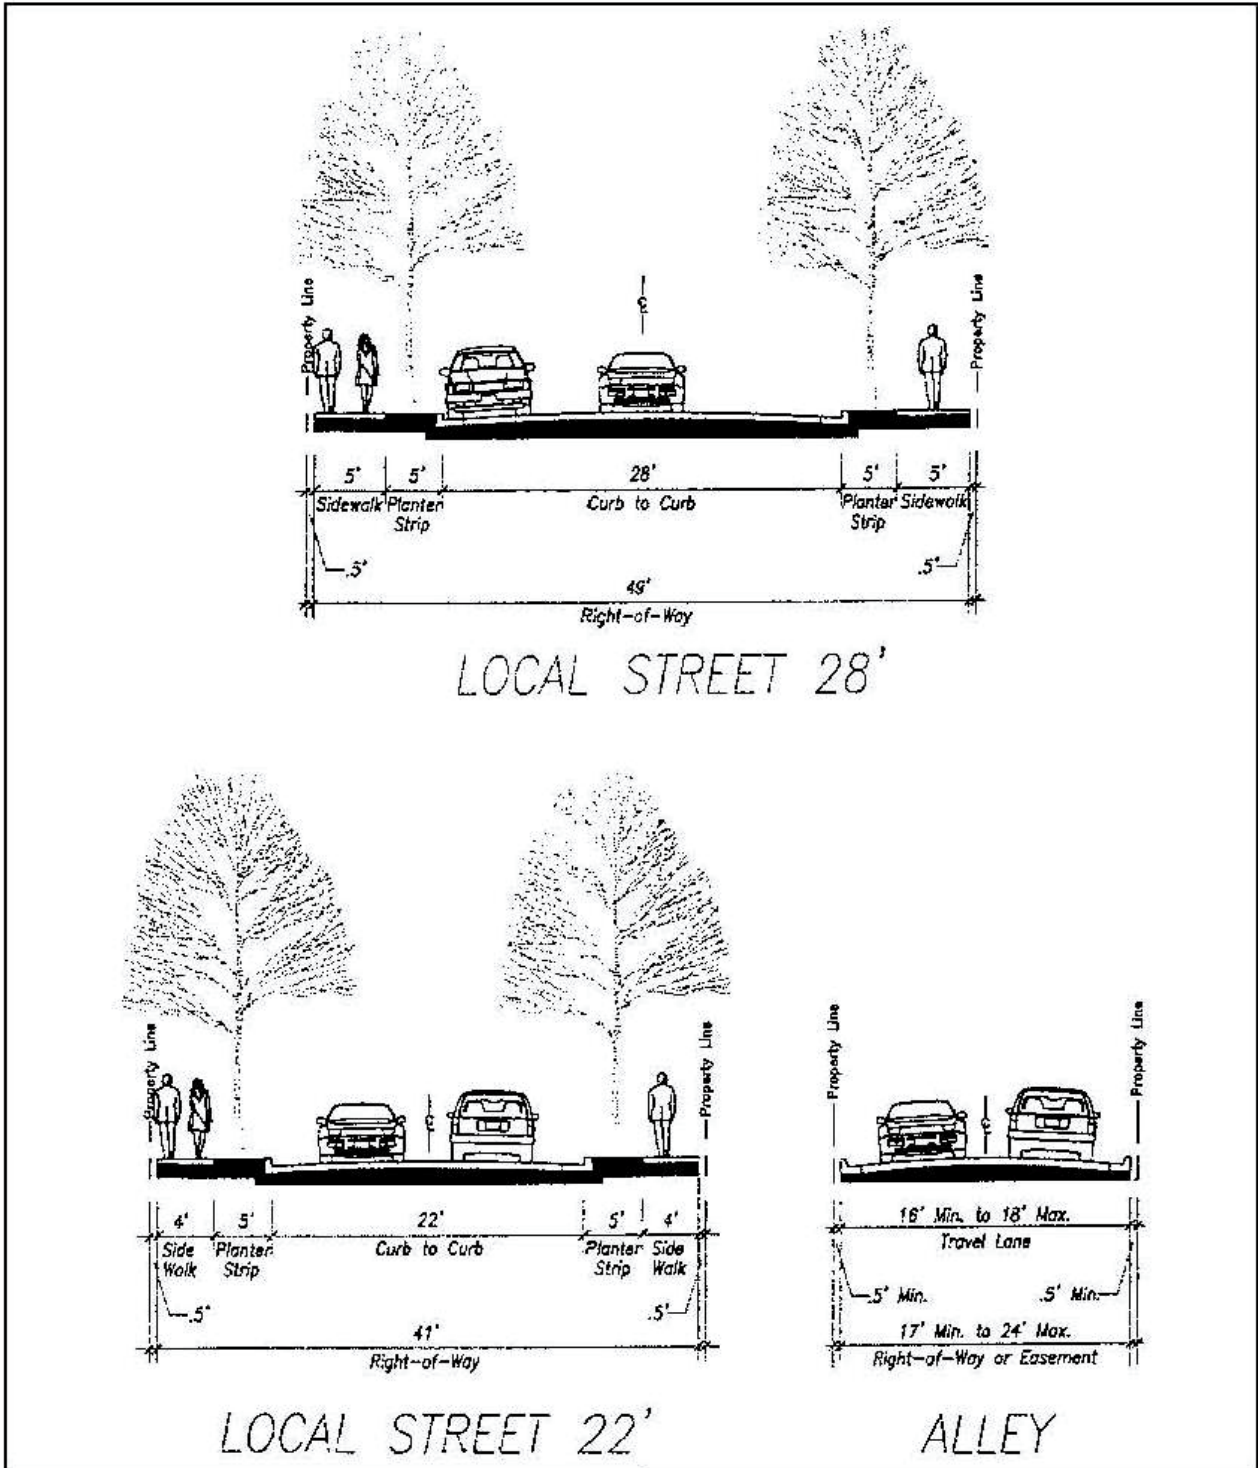 Property Line
Property Line
℄
5' 5' 28' 5' 5'
Sidewalk Planter Curb to Curb Planter Sidewalk
Strip Strip
.5' .5'
49'
Right-of-Way
LOCAL STREET 28'
Property Line
Property Line
℄
4' 5' 22' 5' 4'
Side Planter Curb to Curb Planter Side
Walk Strip Strip Walk
.5' .5'
41'
Right-of-Way
LOCAL STREET 22'
Property Line
Property Line
℄
16' Min. to 18' Max.
Travel Lane
.5' Min. .5' Min.
17' Min. to 24' Max.
Right-of-Way or Easement
ALLEY